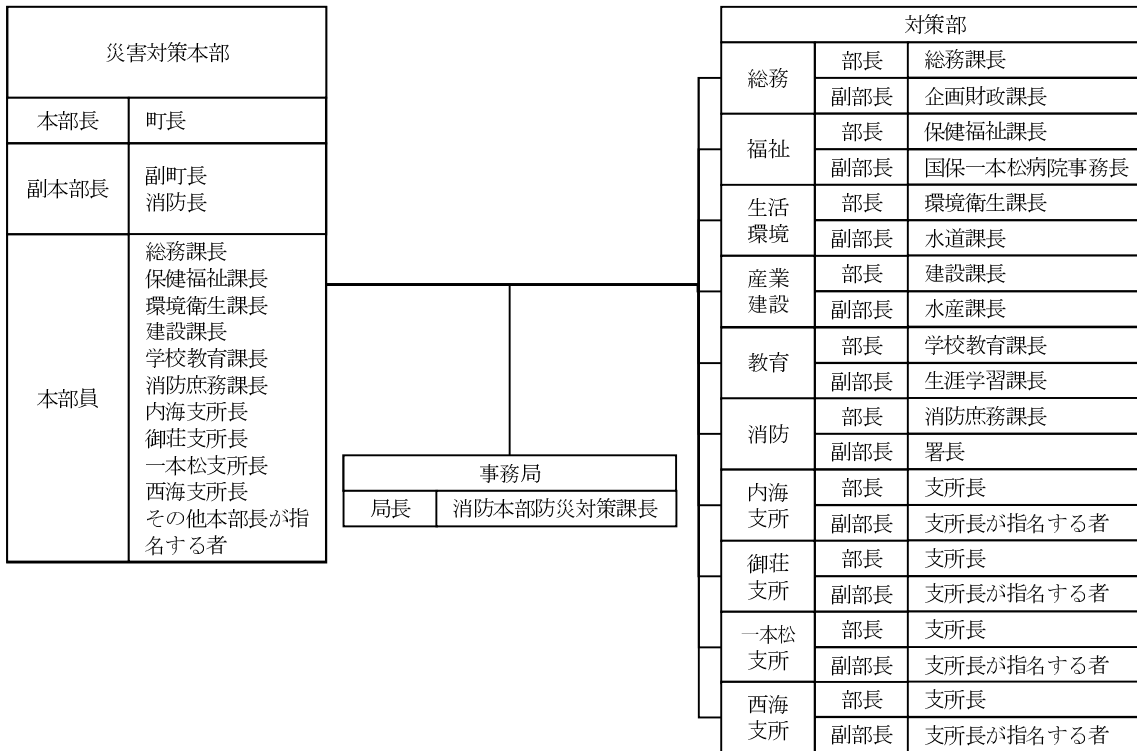 災害対策本部
本部長 町長
副本部長 副町長
消防長
本部員 総務課長
保健福祉課長
環境衛生課長
建設課長
学校教育課長
消防庶務課長
内海支所長
御荘支所長
一本松支所長
西海支所長
その他本部長が指
名する者
事務局
局長 消防本部防災対策課長
対策部
総務 部長 総務課長
副部長 企画財政課長
福祉 部長 保健福祉課長
副部長 国保一本松病院事務長
生活
環境 部長 環境衛生課長
副部長 水道課長
産業
建設 部長 建設課長
副部長 水産課長
教育 部長 学校教育課長
副部長 生涯学習課長
消防 部長 消防庶務課長
副部長 署長
内海
支所 部長 支所長
副部長 支所長が指名する者
御荘
支所 部長 支所長
副部長 支所長が指名する者
一本松
支所 部長 支所長
副部長 支所長が指名する者
西海
支所 部長 支所長
副部長 支所長が指名する者